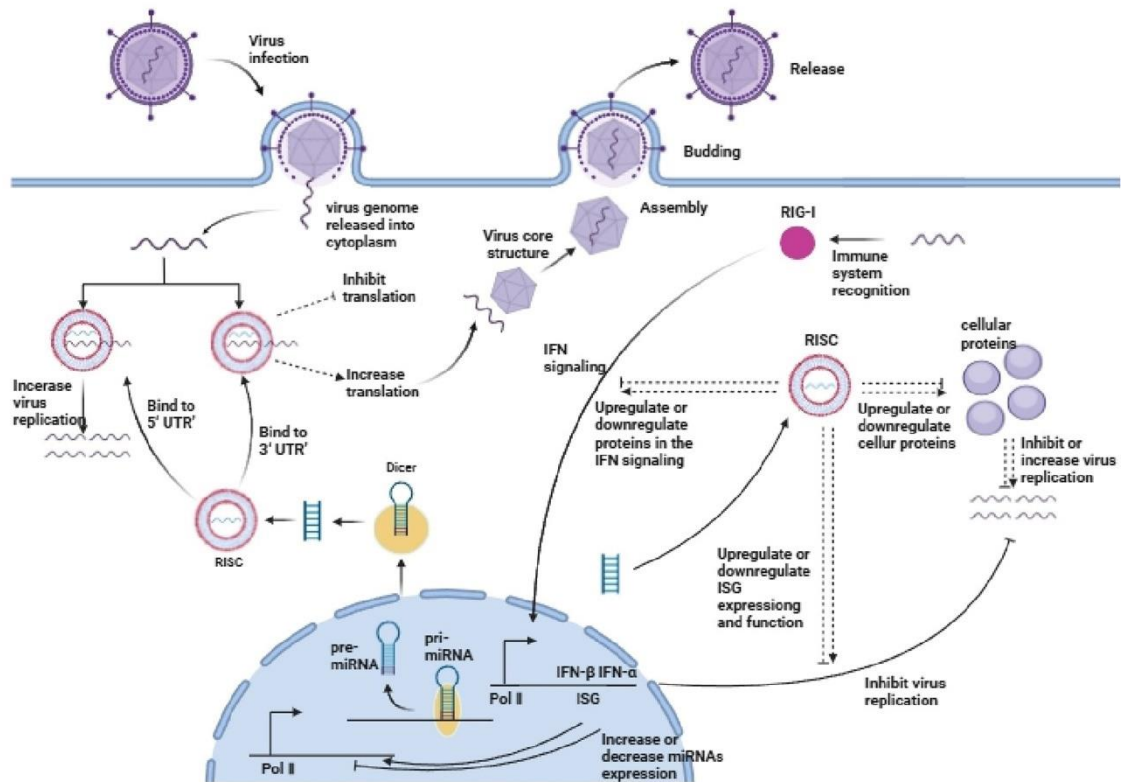 Virus
infection
Release
Budding
virus genome
released into
cytoplasm
Assembly
Virus core
structure
RIG-I
Immune
system
recognition
Inhibit
translation
Increase
translation
Incerase
virus
replication
Bind to
5' UTR'
Bind to
3' UTR'
IFN
signaling
Upregulate or
downregulate
proteins in the
IFN signaling
RISC
cellular
proteins
Upregulate or
downregulate
cellur proteins
Inhibit or
increase virus
replication
Dicer
RISC
Upregulate or
downregulate
ISG
expressiong
and function
pre-
miRNA
pri-
miRNA
IFN-β IFN-α
Pol II
ISG
Inhibit virus
replication
Increase or
decrease miRNAs
expression
Pol II